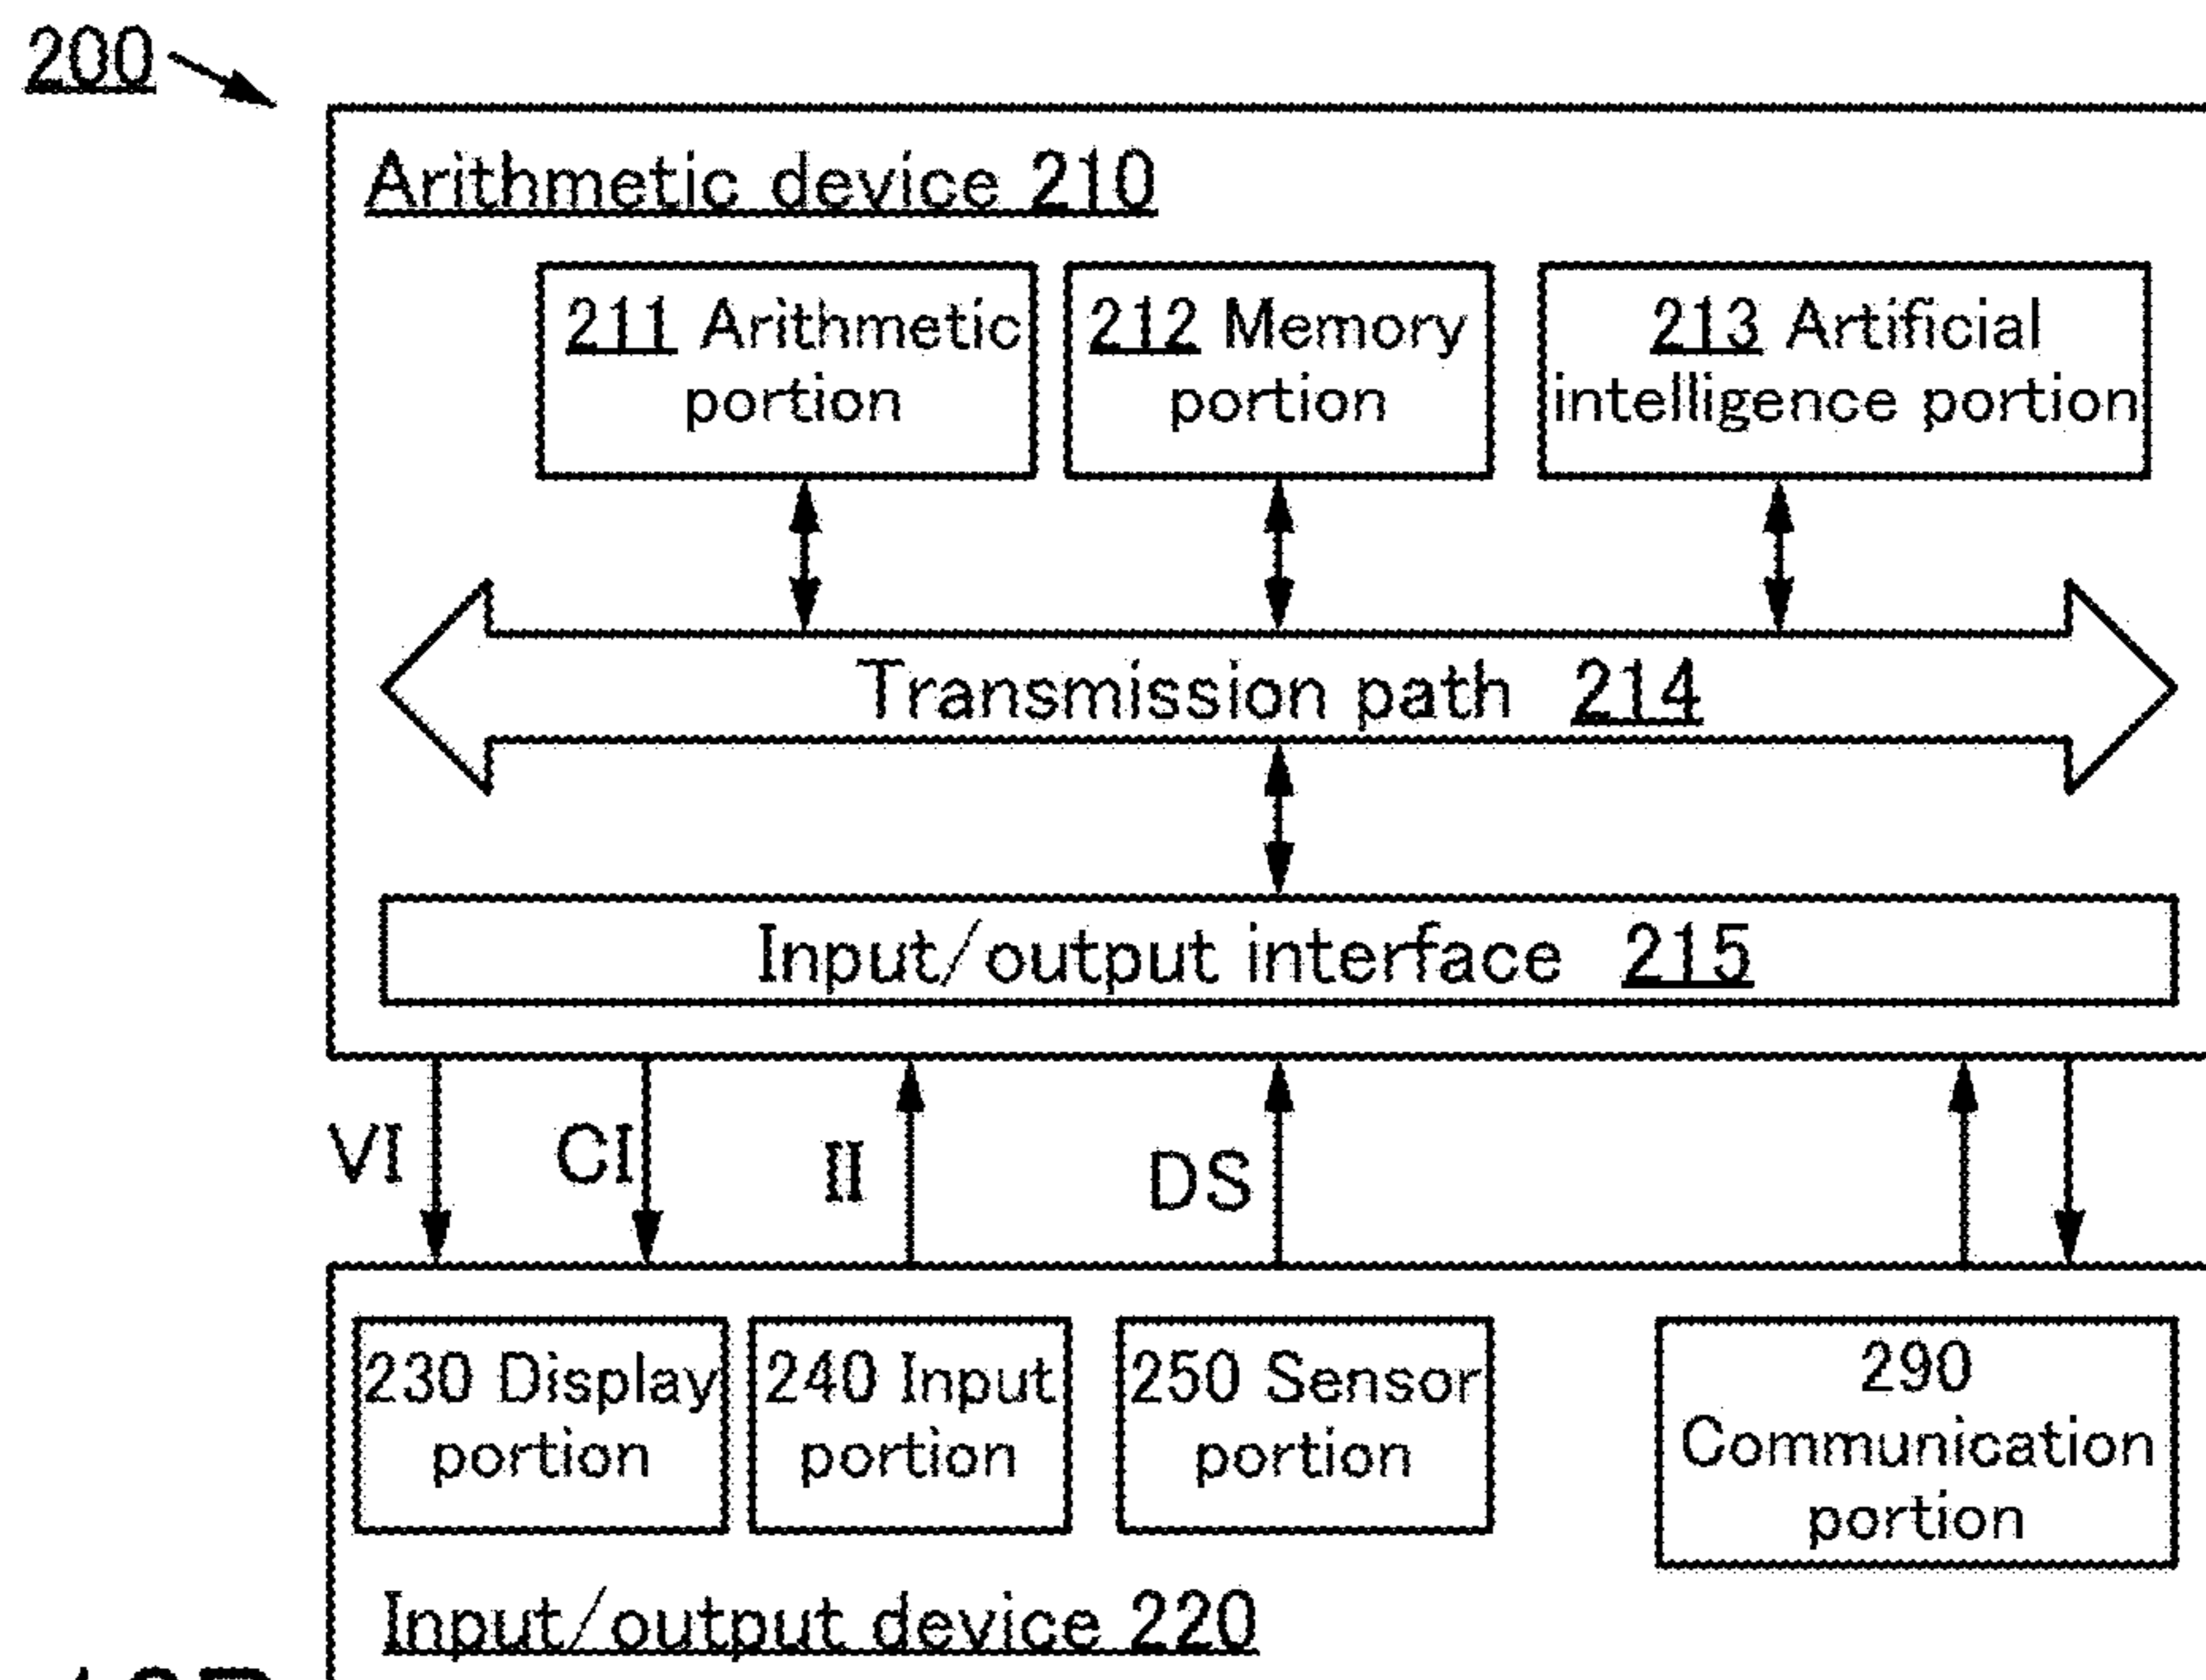 200
Arithmetic device 210
211 Arithmetic
portion
212 Memory
portion
213 Artificial
intelligence portion
Transmission path 214
Input/output interface 215
VI
CI
II
DS
230 Display
portion
240 Input
portion
250 Sensor
portion
290
Communication
portion
Input/output device 220